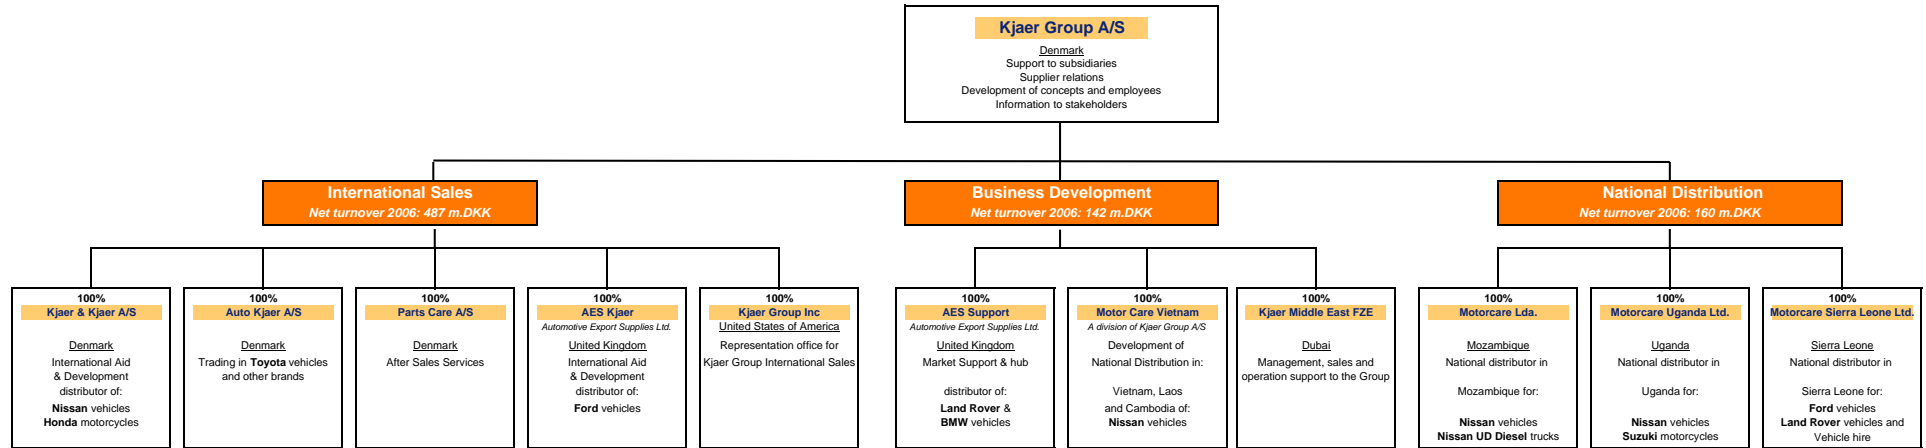 Kjaer Group A/S
Denmark
Support to subsidiaries
Supplier relations
Development of concepts and employees
Information to stakeholders
International Sales
Net turnover 2006: 487 m.DKK
Business Development
Net turnover 2006: 142 m.DKK
National Distribution
Net turnover 2006: 160 m.DKK
100%
Kjaer & Kjaer A/S
Denmark
International Aid
& Development
distributor of:
Nissan vehicles
Honda motorcycles
100%
Auto Kjaer A/S
Denmark
Trading in Toyota vehicles
and other brands
100%
Parts Care A/S
Denmark
After Sales Services
100%
AES Kjaer
Automotive Export Supplies Ltd.
United Kingdom
International Aid
& Development
distributor of:
Ford vehicles
100%
Kjaer Group Inc
United States of America
Representation office for
Kjaer Group International Sales
100%
AES Support
Automotive Export Supplies Ltd.
United Kingdom
Market Support & hub
distributor of:
Land Rover &
BMW vehicles
100%
Motor Care Vietnam
A division of Kjaer Group A/S
Development of
National Distribution in:
Vietnam, Laos
and Cambodia of:
Nissan vehicles
100%
Kjaer Middle East FZE
Dubai
Management, sales and
operation support to the Group
100%
Motorcare Lda.
Mozambique
National distributor in
Mozambique for:
Nissan vehicles
Nissan UD Diesel trucks
100%
Motorcare Uganda Ltd.
Uganda
National distributor in
Uganda for:
Nissan vehicles
Suzuki motorcycles
100%
Motorcare Sierra Leone Ltd.
Sierra Leone
National distributor in
Sierra Leone for:
Ford vehicles
Land Rover vehicles and
Vehicle hire